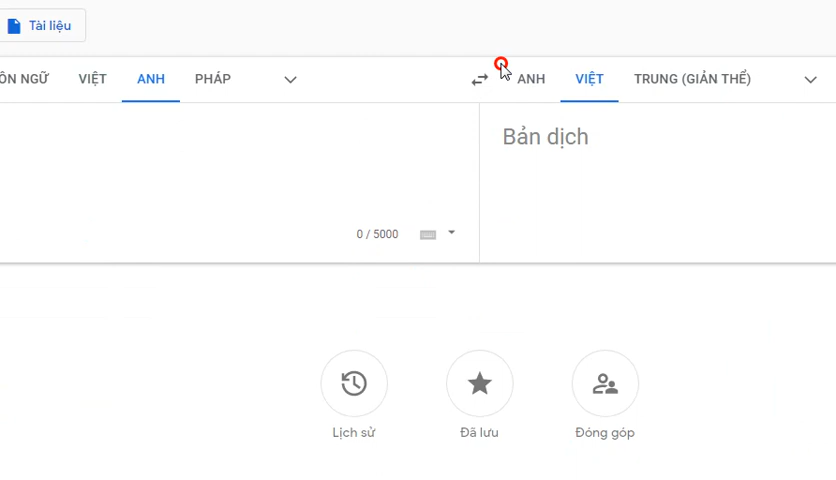 Tài liệu
ÔN NGỮ VIỆT ANH PHÁP ANH VIỆT TRUNG (GIẢN THỂ)
Bản dịch
0 / 5000
Lịch sử Đã lưu Đóng góp